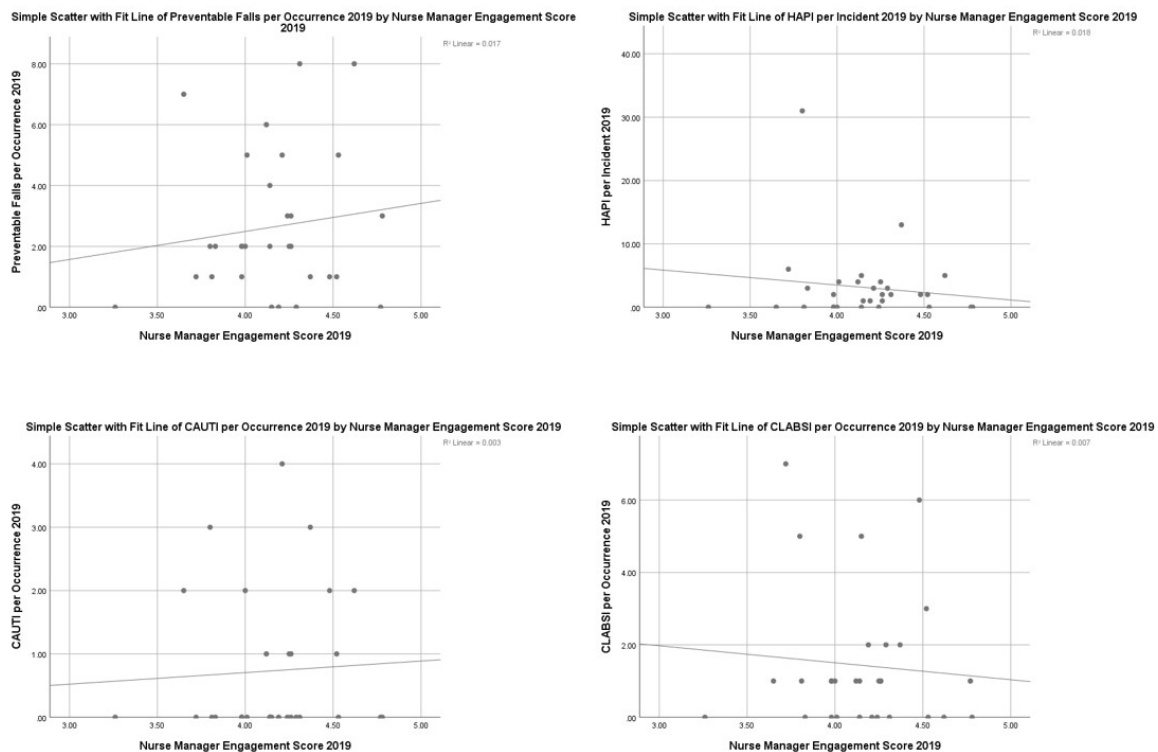 Simple Scatter with Fit Line of Preventable Falls per Occurrence 2019 by Nurse Manager Engagement Score
2019
R² Linear = 0.017
8.00
6.00
4.00
2.00
.00
Preventable Falls per Occurrence 2019
3.00 3.50 4.00 4.50 5.00
Nurse Manager Engagement Score 2019
Simple Scatter with Fit Line of HAPI per Incident 2019 by Nurse Manager Engagement Score 2019
R² Linear = 0.018
40.00
30.00
20.00
10.00
.00
HAPI per Incident 2019
3.00 3.50 4.00 4.50 5.00
Nurse Manager Engagement Score 2019
Simple Scatter with Fit Line of CAUTI per Occurrence 2019 by Nurse Manager Engagement Score 2019
R² Linear = 0.003
4.00
3.00
2.00
1.00
.00
CAUTI per Occurrence 2019
3.00 3.50 4.00 4.50 5.00
Nurse Manager Engagement Score 2019
Simple Scatter with Fit Line of CLABSI per Occurrence 2019 by Nurse Manager Engagement Score 2019
R² Linear = 0.007
6.00
4.00
2.00
.00
CLABSI per Occurrence 2019
3.00 3.50 4.00 4.50 5.00
Nurse Manager Engagement Score 2019